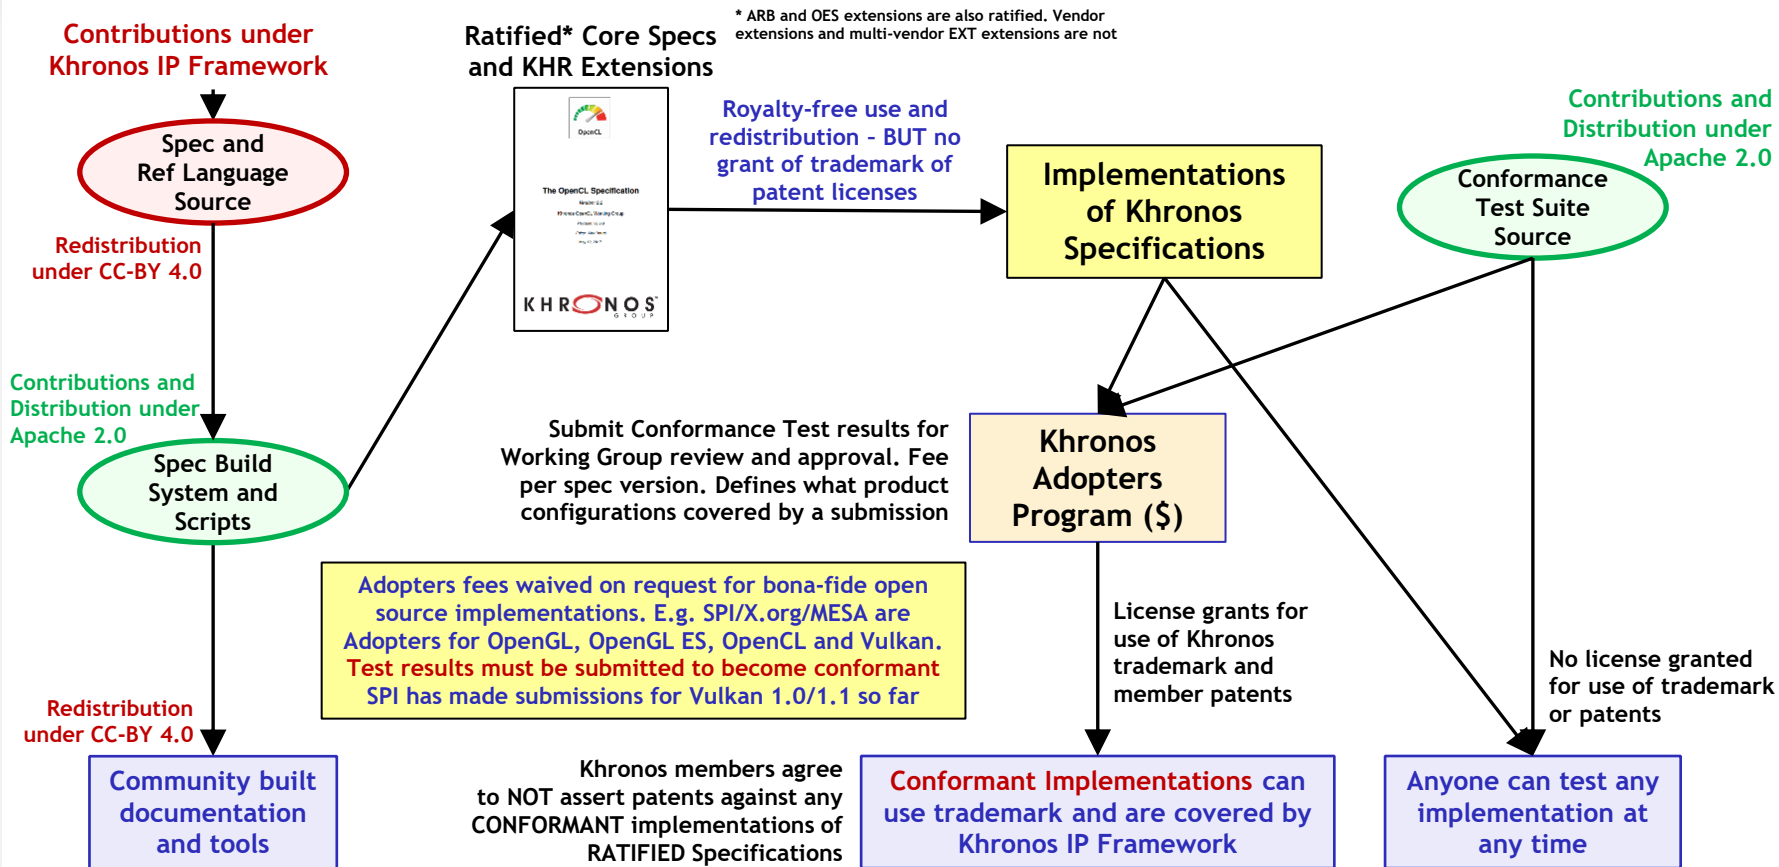 * ARB and OES extensions are also ratified. Vendor
extensions and multi-vendor EXT extensions are not
Contributions under
Khronos IP Framework
Ratified* Core Specs
and KHR Extensions
Spec and
Ref Language
Source
OpenCL
The OpenCL Specification
Khronos OpenCL Working Group
KHRONOS
GROUP
Royalty-free use and
redistribution – BUT no
grant of trademark of
patent licenses
Implementations
of Khronos
Specifications
Contributions and
Distribution under
Apache 2.0
Conformance
Test Suite
Source
Redistribution
under CC-BY 4.0
Contributions and
Distribution under
Apache 2.0
Spec Build
System and
Scripts
Submit Conformance Test results for
Working Group review and approval. Fee
per spec version. Defines what product
configurations covered by a submission
Khronos
Adopters
Program ($)
Adopters fees waived on request for bona-fide open
source implementations. E.g. SPI/X.org/MESA are
Adopters for OpenGL, OpenGL ES, OpenCL and Vulkan.
Test results must be submitted to become conformant
SPI has made submissions for Vulkan 1.0/1.1 so far
License grants for
use of Khronos
trademark and
member patents
No license granted
for use of trademark
or patents
Redistribution
under CC-BY 4.0
Community built
documentation
and tools
Khronos members agree
to NOT assert patents against any
CONFORMANT implementations of
RATIFIED Specifications
Conformant Implementations can
use trademark and are covered by
Khronos IP Framework
Anyone can test any
implementation at
any time